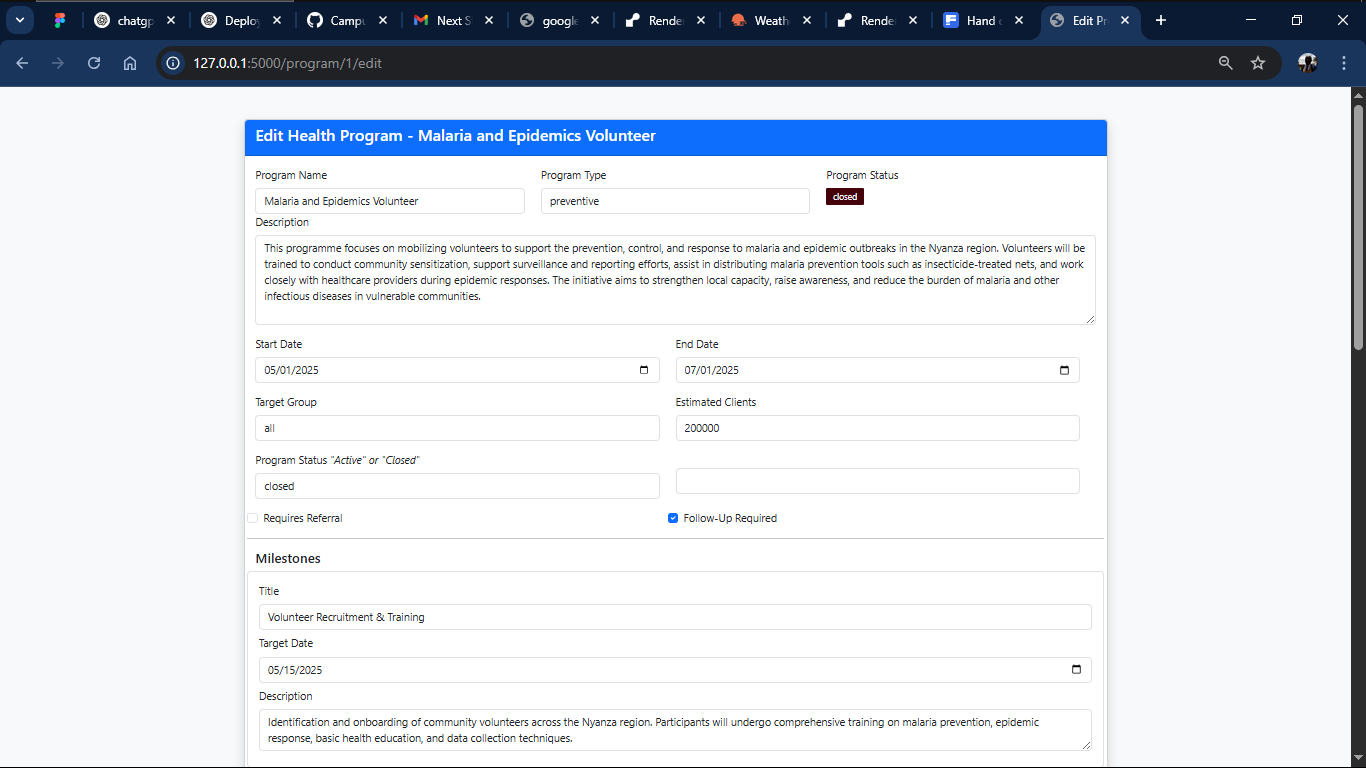 chatgp
Deploy
Campu
Next S
google
Render
Weath
Render
Hand
Edit Pr
127.0.0.1:5000/program/1/edit
Edit Health Program - Malaria and Epidemics Volunteer
Program Name
Program Type
Program Status
Malaria and Epidemics Volunteer
preventive
closed
Description
This programme focuses on mobilizing volunteers to support the prevention, control, and response to malaria and epidemic outbreaks in the Nyanza region. Volunteers will be
trained to conduct community sensitization, support surveillance and reporting efforts, assist in distributing malaria prevention tools such as insecticide-treated nets, and work
closely with healthcare providers during epidemic responses. The initiative aims to strengthen local capacity, raise awareness, and reduce the burden of malaria and other
infectious diseases in vulnerable communities.
Start Date
End Date
05/01/2025
07/01/2025
Target Group
Estimated Clients
all
200000
Program Status "Active" or "Closed"
closed
Requires Referral
Follow-Up Required
Milestones
Title
Volunteer Recruitment & Training
Target Date
05/15/2025
Description
Identification and onboarding of community volunteers across the Nyanza region. Participants will undergo comprehensive training on malaria prevention, epidemic
response, basic health education, and data collection techniques.